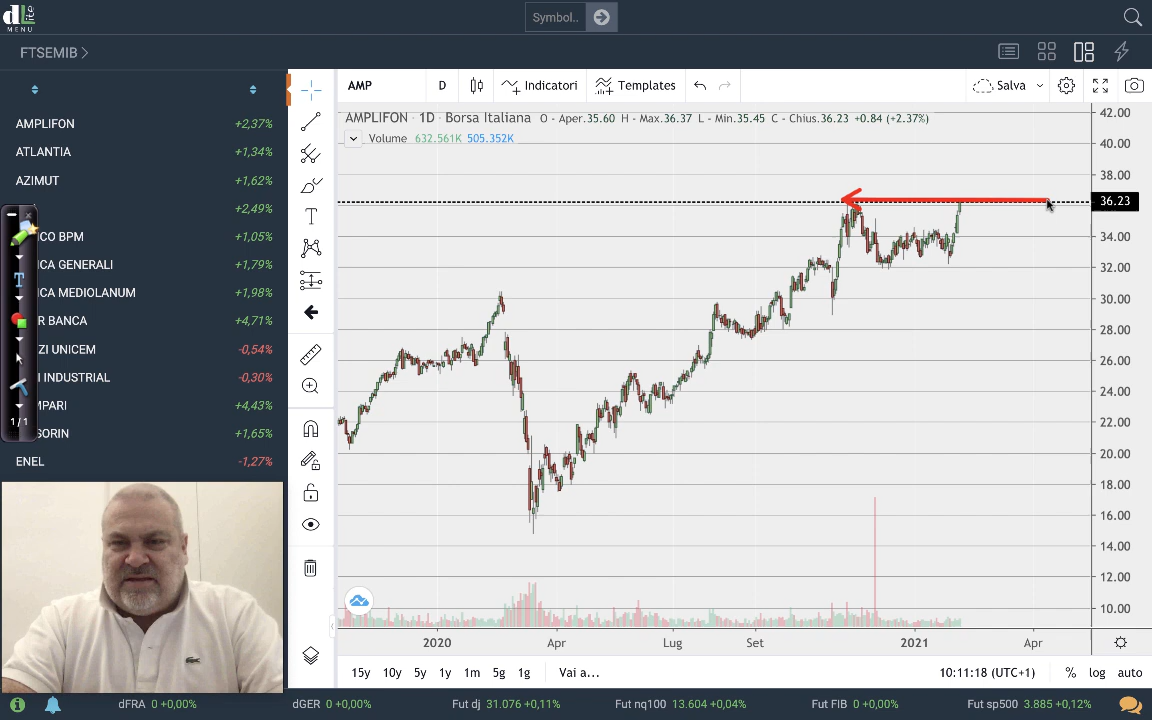 dL Lite
MENU
Symbol..
FTSEMIB
AMPLIFON +2,37%
ATLANTIA +1,34%
AZIMUT +1,62%
+2,49%
CO BPM +1,05%
CA GENERALI +1,79%
CA MEDIOLANUM +1,98%
ER BANCA +4,71%
ZI UNICEM -0,54%
I INDUSTRIAL -0,30%
MPARI +4,43%
SORIN +1,65%
ENEL -1,27%
T
1/1
AMP D Indicatori Templates Salva
AMPLIFON · 1D · Borsa Italiana O - Aper.35.60 H - Max.36.37 L - Min.35.45 C - Chius.36.23 +0.84 (+2.37%)
Volume 632.561K 505.352K
42.00
40.00
38.00
36.23
34.00
32.00
30.00
28.00
26.00
24.00
22.00
20.00
18.00
16.00
14.00
12.00
10.00
2020 Apr Lug Set 2021 Apr
15y 10y 5y 1y 1m 5g 1g Vai a... 10:11:18 (UTC+1) % log auto
dFRA 0 +0,00% dGER 0 +0,00% Fut dj 31.076 +0,11% Fut nq100 13.604 +0,04% Fut FIB 0 +0,00% Fut sp500 3.885 +0,12%